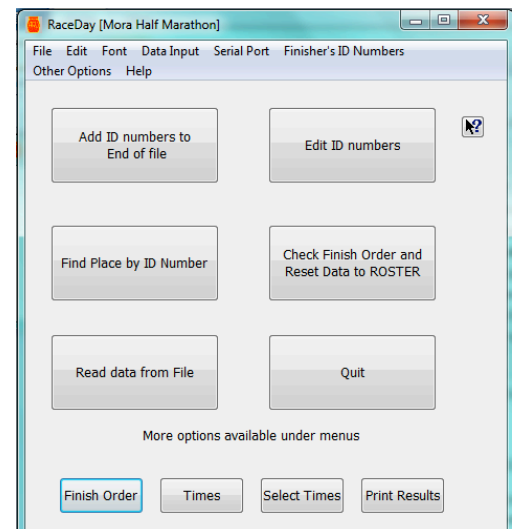 RaceDay [Mora Half Marathon]
File Edit Font Data Input Serial Port Finisher's ID Numbers
Other Options Help
Add ID numbers to
End of file
Edit ID numbers
Find Place by ID Number
Check Finish Order and
Reset Data to ROSTER
Read data from File
Quit
More options available under menus
Finish Order Times Select Times Print Results